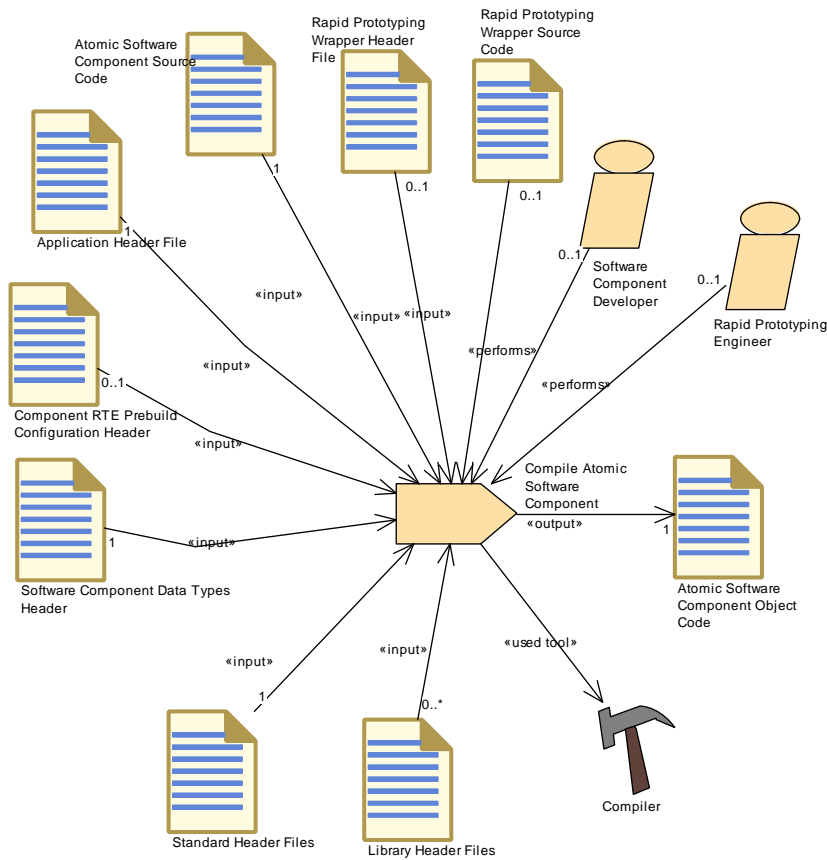 Rapid Prototyping
Wrapper Header
File
Rapid Prototyping
Wrapper Source
Code
Atomic Software
Component Source
Code
1
0..1
0..1
Application Header File
1
0..1
Software
Component
Developer
0..1
Rapid Prototyping
Engineer
«input»
«input»
«input»
«performs»
«input»
«performs»
0..1
Component RTE Prebuild
Configuration Header
«input»
Compile Atomic
Software
Component
«output»
1
Atomic Software
Component Object
Code
1
«input»
Software Component Data Types
Header
«input»
1
«input»
0..*
«used tool»
Compiler
Standard Header Files
Library Header Files